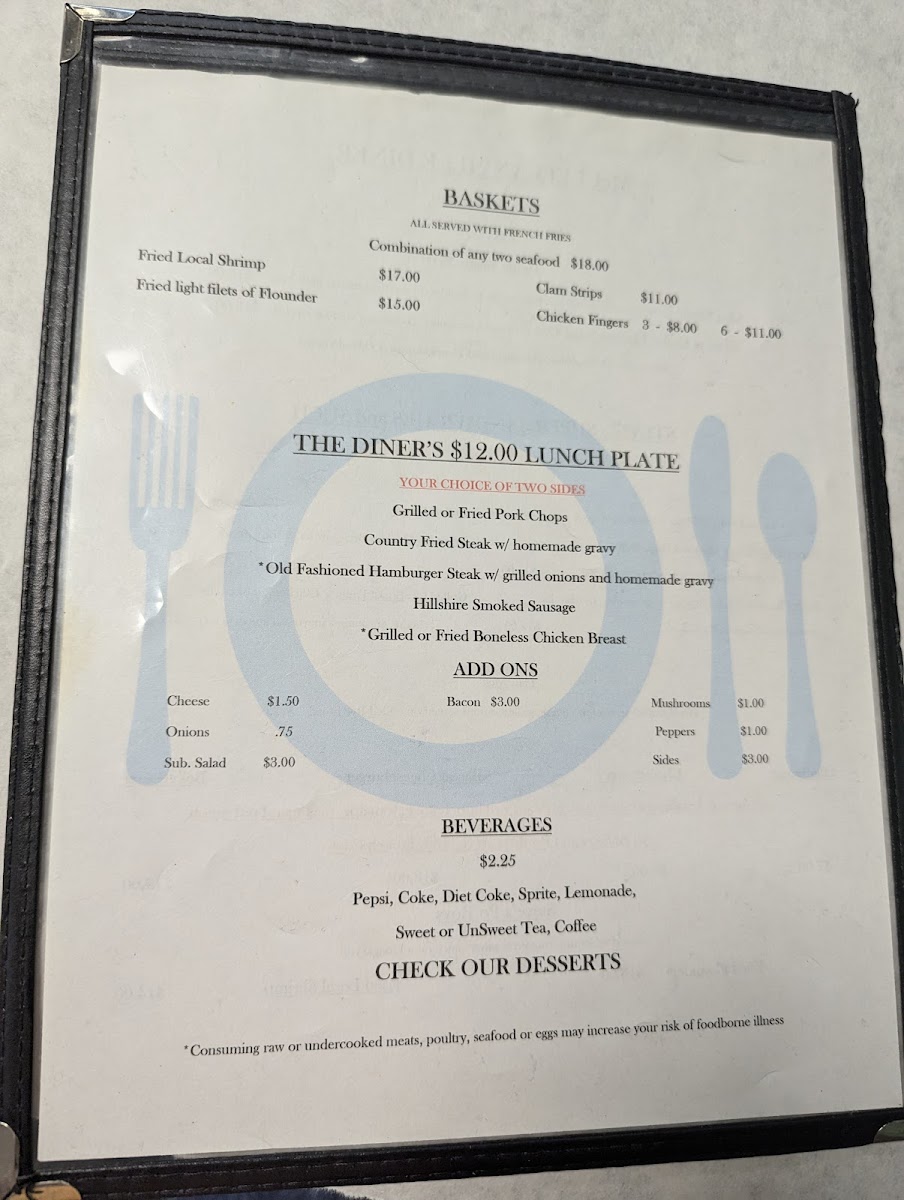 BASKETS
ALL SERVED WITH FRENCH FRIES
Combination of any two seafood $18.00
Fried Local Shrimp $17.00 Clam Strips $11.00
Fried light filets of Flounder $15.00 Chicken Fingers 3 - $8.00 6 - $11.00
THE DINER'S $12.00 LUNCH PLATE
YOUR CHOICE OF TWO SIDES
Grilled or Fried Pork Chops
Country Fried Steak w/ homemade gravy
*Old Fashioned Hamburger Steak w/ grilled onions and homemade gravy
Hillshire Smoked Sausage
*Grilled or Fried Boneless Chicken Breast
ADD ONS
Cheese $1.50 Bacon $3.00 Mushrooms $1.00
Onions .75 Peppers $1.00
Sub. Salad $3.00 Sides $3.00
BEVERAGES
$2.25
Pepsi, Coke, Diet Coke, Sprite, Lemonade,
Sweet or UnSweet Tea, Coffee
CHECK OUR DESSERTS
*Consuming raw or undercooked meats, poultry, seafood or eggs may increase your risk of foodborne illness